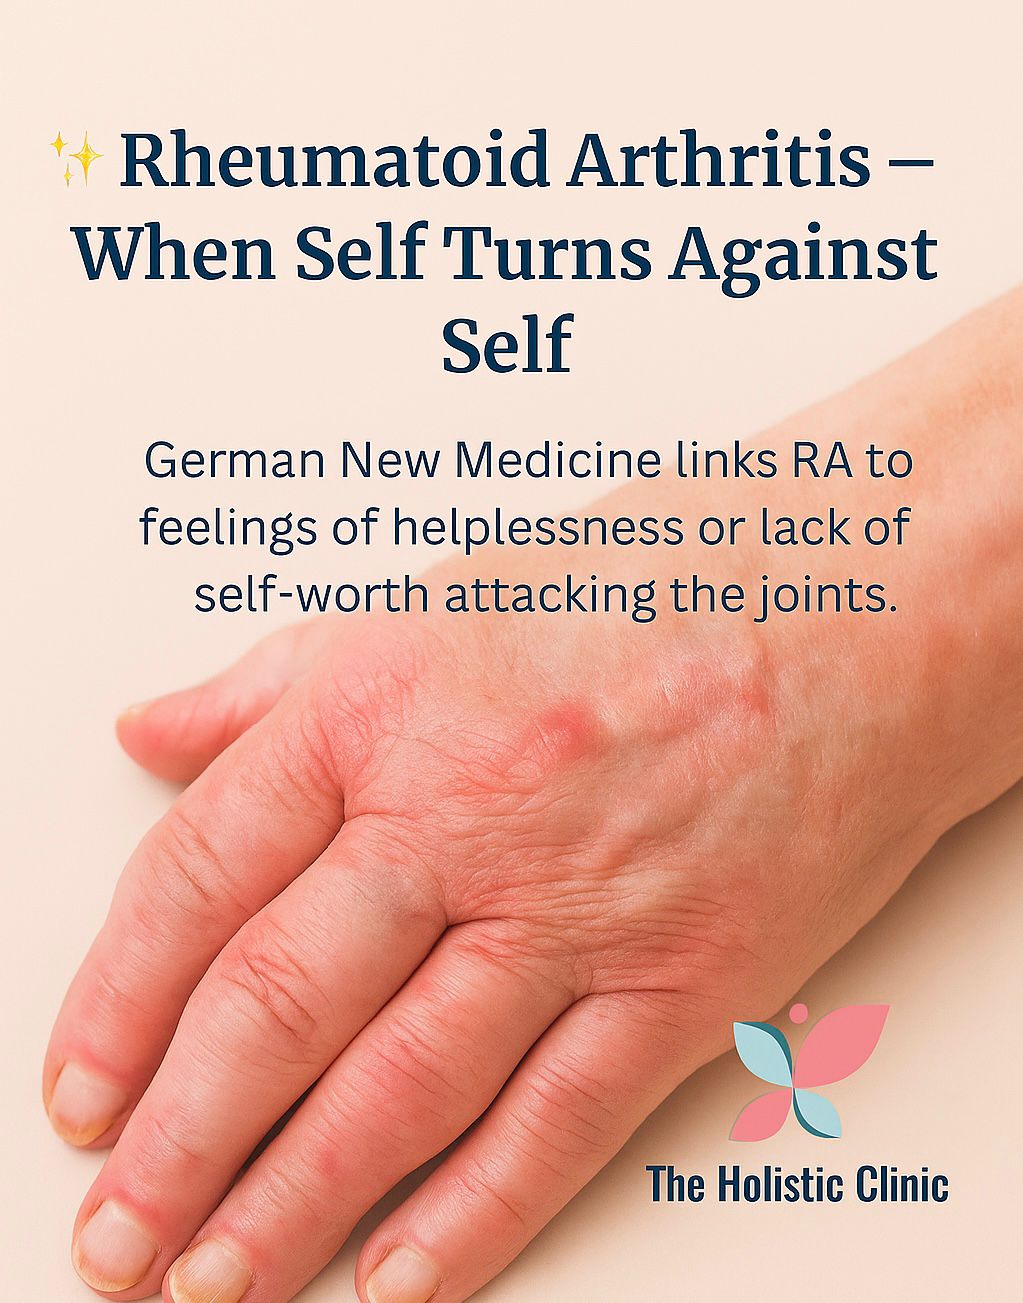 ✨ Rheumatoid Arthritis –
When Self Turns Against
Self
German New Medicine links RA to
feelings of helplessness or lack of
self-worth attacking the joints.
The Holistic Clinic